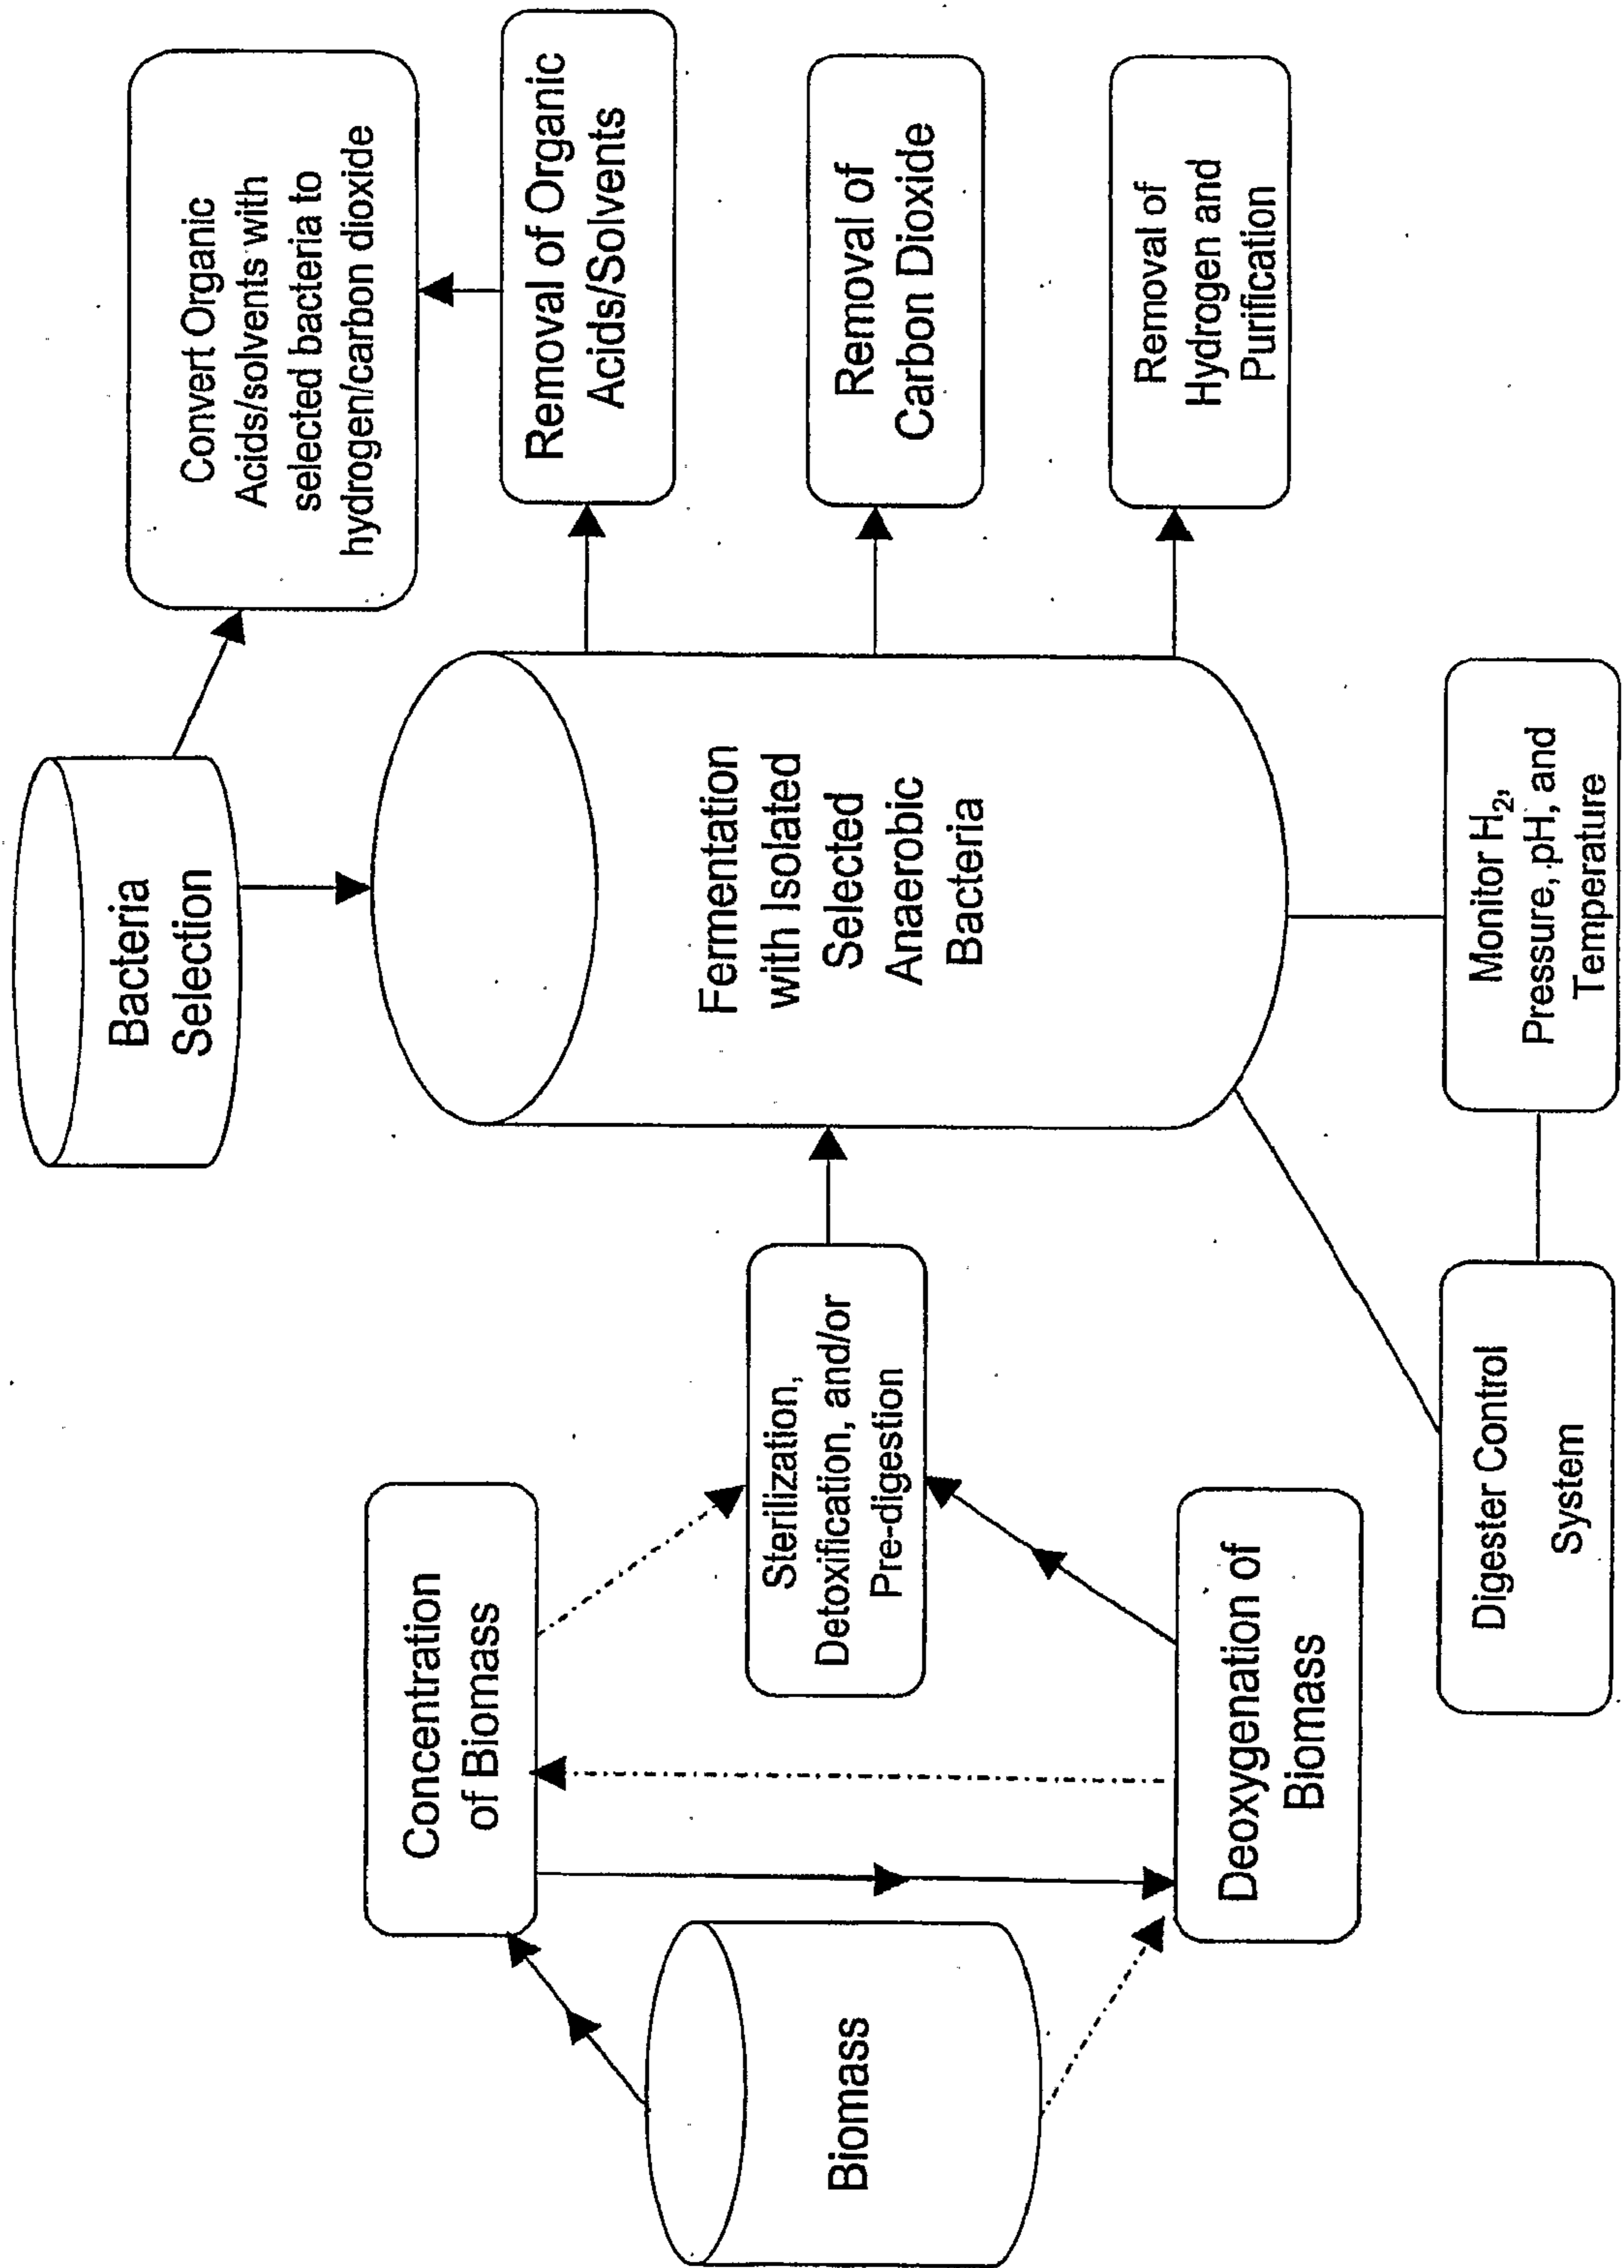 Bacteria
Selection
Convert Organic
Acids/solvents with
selected bacteria to
hydrogen/carbon dioxide
Concentration
of Biomass
Removal of Organic
Acids/Solvents
Biomass
Sterilization,
Detoxification, and/or
Pre-digestion
Fermentation
with Isolated
Selected
Anaerobic
Bacteria
Removal of
Carbon Dioxide
Deoxygenation of
Biomass
Removal of
Hydrogen and
Purification
Digester Control
System
Monitor H₂,
Pressure, pH, and
Temperature